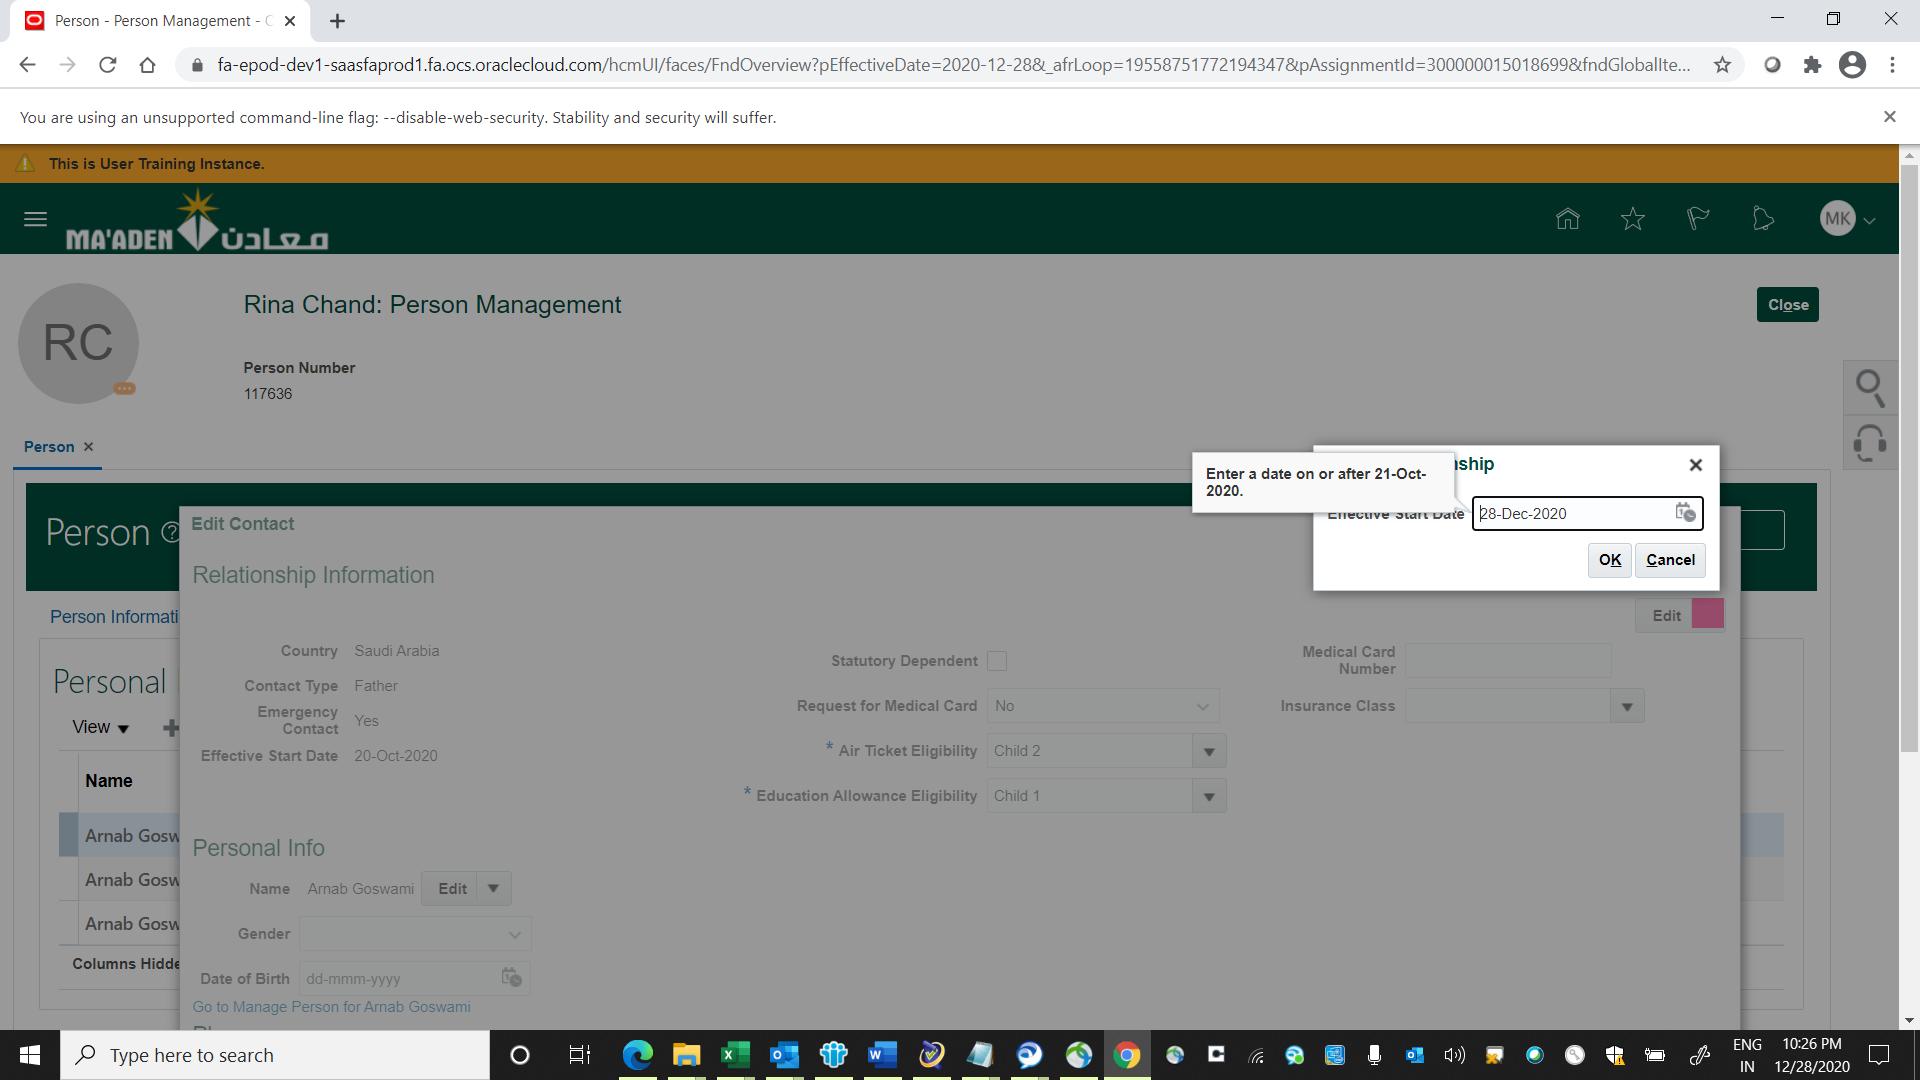 Person - Person Management - C
fa-epod-dev1-saasfaprod1.fa.ocs.oraclecloud.com/hcmUI/faces/FndOverview?pEffectiveDate=2020-12-28&_afrLoop=19558751772194347&pAssignmentId=300000015018699&fndGlobalIte...
You are using an unsupported command-line flag: --disable-web-security. Stability and security will suffer.
This is User Training Instance.
MA'ADEN معادن
MK
RC
Rina Chand: Person Management
Close
Person Number
117636
Person
nship
Enter a date on or after 21-Oct-
2020.
Effective Start Date 28-Dec-2020
OK Cancel
Person
Edit Contact
Relationship Information
Person Informati
Edit
Country Saudi Arabia
Contact Type Father
Emergency
Contact
Yes
Effective Start Date 20-Oct-2020
Statutory Dependent
Request for Medical Card No
* Air Ticket Eligibility Child 2
* Education Allowance Eligibility Child 1
Medical Card
Number
Insurance Class
Personal
View
Name
Arnab Gosw
Arnab Gosw
Arnab Gosw
Columns Hidde
Personal Info
Name Arnab Goswami Edit
Gender
Date of Birth dd-mmm-yyyy
Go to Manage Person for Arnab Goswami
Type here to search
ENG
IN
10:26 PM
12/28/2020